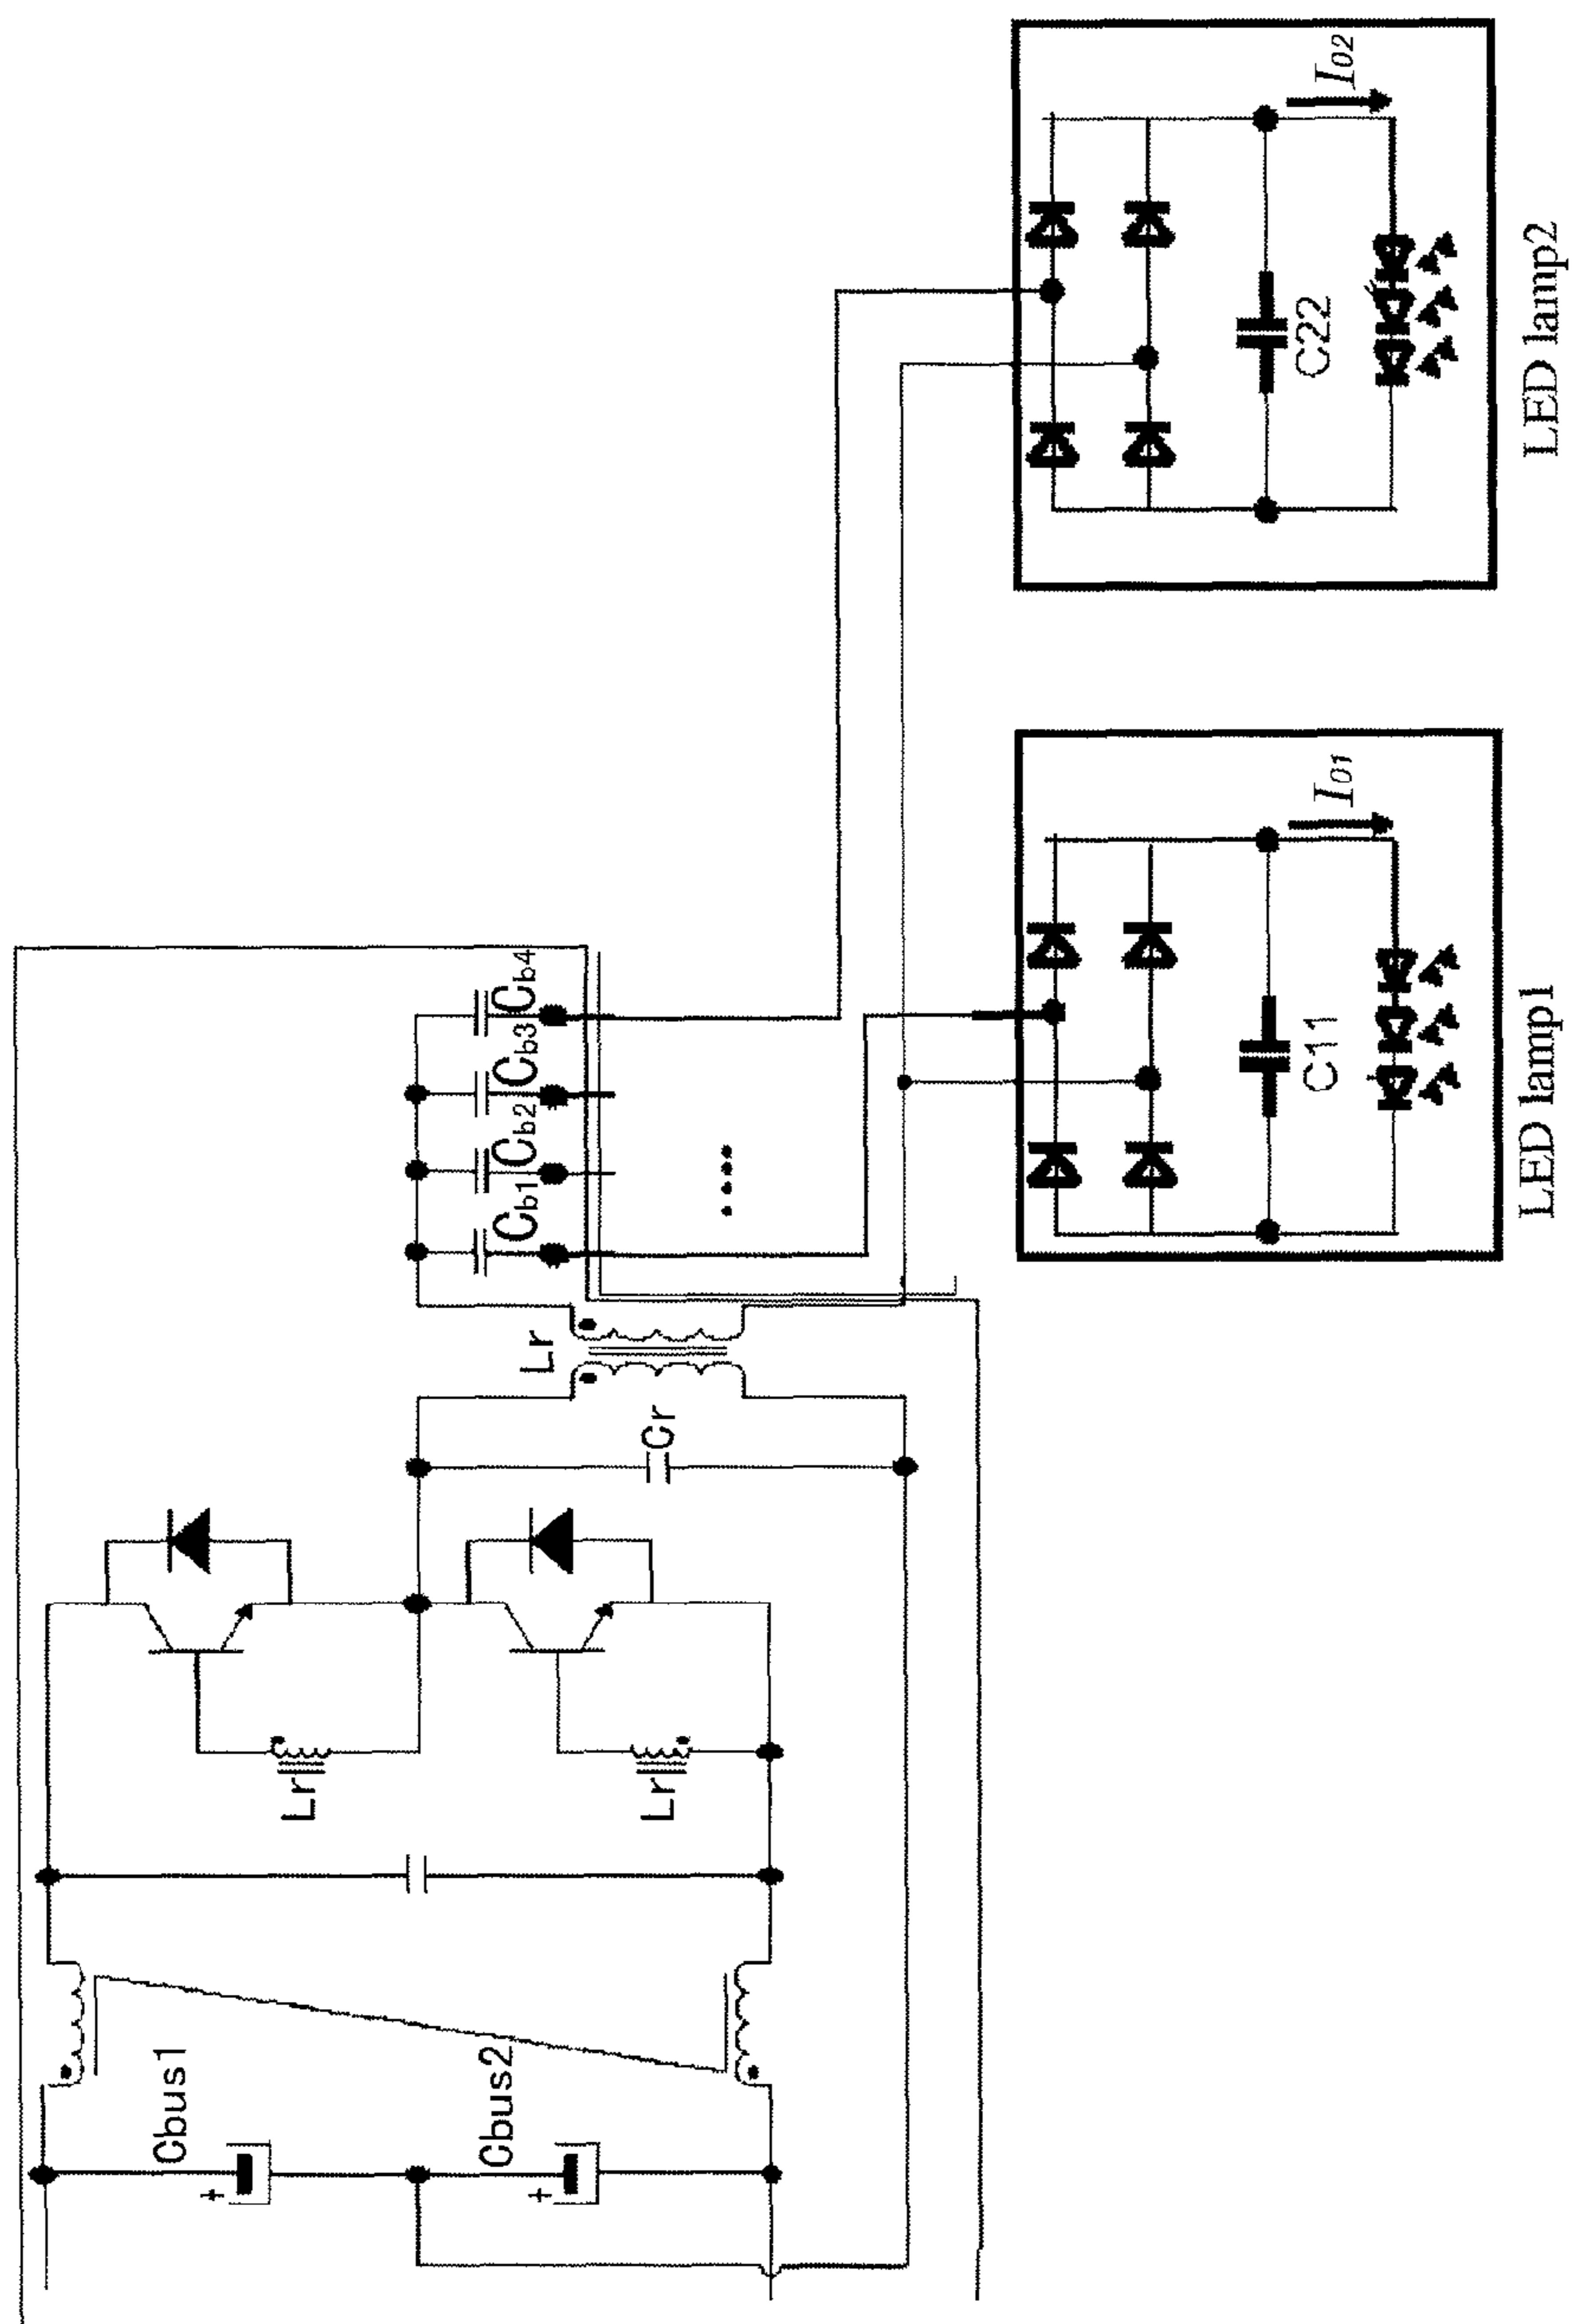 Cbus1
+
Cbus2
+
Lr
Lr
Cr
Lr
Cb1
Cb2
Cb3
Cb4
....
C11
I01
LED lamp1
C22
I02
LED lamp2